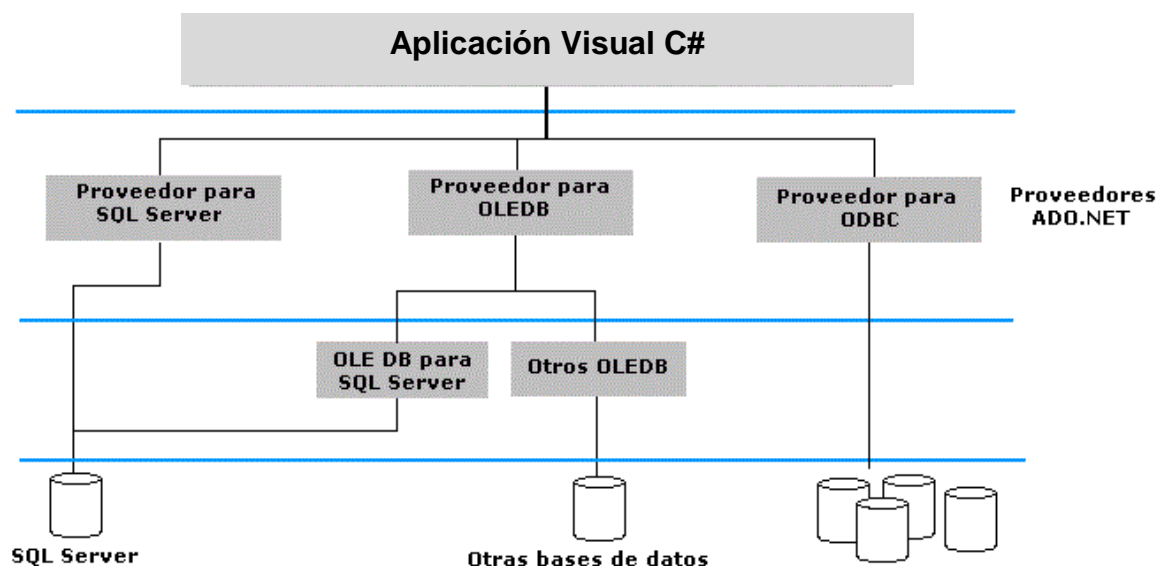 Aplicación Visual C#
Proveedor para
SQL Server
Proveedor para
OLEDB
Proveedor para
ODBC
Proveedores
ADO.NET
OLE DB para
SQL Server
Otros OLEDB
SQL Server
Otras bases de datos